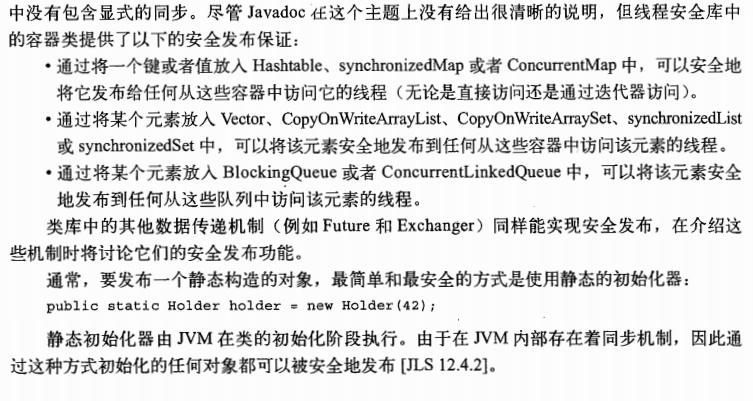 中没有包含显式的同步。尽管 Javadoc 在这个主题上没有给出很清晰的说明，但线程安全库中
的容器类提供了以下的安全发布保证：
• 通过将一个键或者值放入 Hashtable、synchronizedMap 或者 ConcurrentMap 中，可以安全地
将它发布给任何从这些容器中访问它的线程（无论是直接访问还是通过迭代器访问）。
• 通过将某个元素放入 Vector、CopyOnWriteArrayList、CopyOnWriteArraySet、synchronizedList
或 synchronizedSet 中，可以将该元素安全地发布到任何从这些容器中访问该元素的线程。
• 通过将某个元素放入 BlockingQueue 或者 ConcurrentLinkedQueue 中，可以将该元素安全
地发布到任何从这些队列中访问该元素的线程。
类库中的其他数据传递机制（例如 Future 和 Exchanger）同样能实现安全发布，在介绍这
些机制时将讨论它们的安全发布功能。
通常，要发布一个静态构造的对象，最简单和最安全的方式是使用静态的初始化器：
public static Holder holder = new Holder(42);
静态初始化器由 JVM 在类的初始化阶段执行。由于在 JVM 内部存在着同步机制，因此通
过这种方式初始化的任何对象都可以被安全地发布 [JLS 12.4.2]。